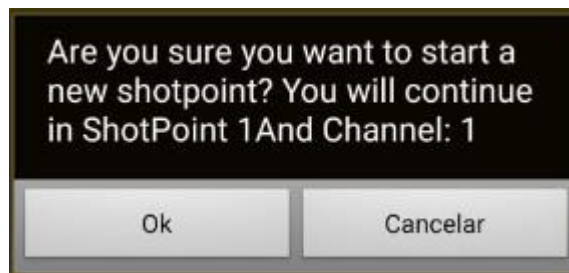 Are you sure you want to start a
new shotpoint? You will continue
in ShotPoint 1And Channel: 1
Ok
Cancelar